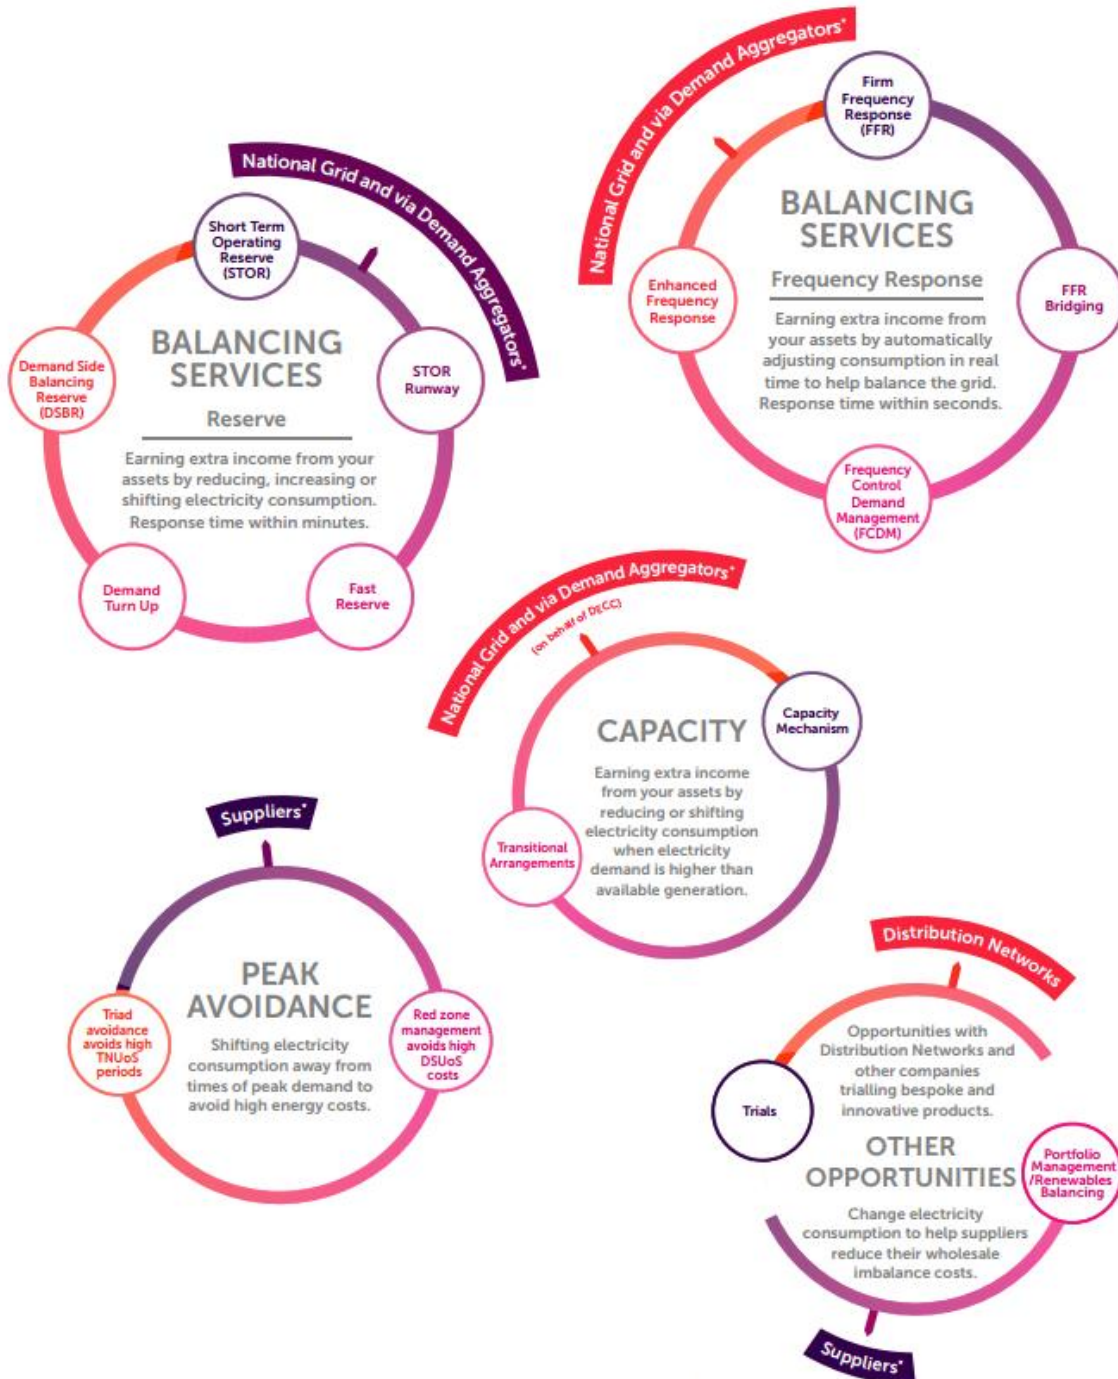 National Grid and via Demand Aggregators*
Firm
Frequency
Response
(FFR)
BALANCING
SERVICES
Frequency Response
Earning extra income from
your assets by automatically
adjusting consumption in real
time to help balance the grid.
Response time within seconds.
Enhanced
Frequency
Response
FFR
Bridging
Frequency
Control
Demand
Management
(FCDM)
National Grid and via Demand Aggregators*
Short Term
Operating
Reserve
(STOR)
BALANCING
SERVICES
Reserve
Earning extra income from your
assets by reducing, increasing or
shifting electricity consumption.
Response time within minutes.
Demand Side
Balancing
Reserve
(DSBR)
STOR
Runway
Demand
Turn Up
Fast
Reserve
National Grid and via Demand Aggregators*
(on behalf of DECC)
CAPACITY
Earning extra income
from your assets by
reducing or shifting
electricity consumption
when electricity
demand is higher than
available generation.
Capacity
Mechanism
Transitional
Arrangements
Suppliers*
PEAK
AVOIDANCE
Shifting electricity
consumption away from
times of peak demand to
avoid high energy costs.
Triad
avoidance
avoids high
TNUoS
periods
Red zone
management
avoids high
DSUoS
costs
Distribution Networks
Opportunities with
Distribution Networks and
other companies
trialling bespoke and
innovative products.
Trials
OTHER
OPPORTUNITIES
Portfolio
Management
/Renewables
Balancing
Change electricity
consumption to help suppliers
reduce their wholesale
imbalance costs.
Suppliers*